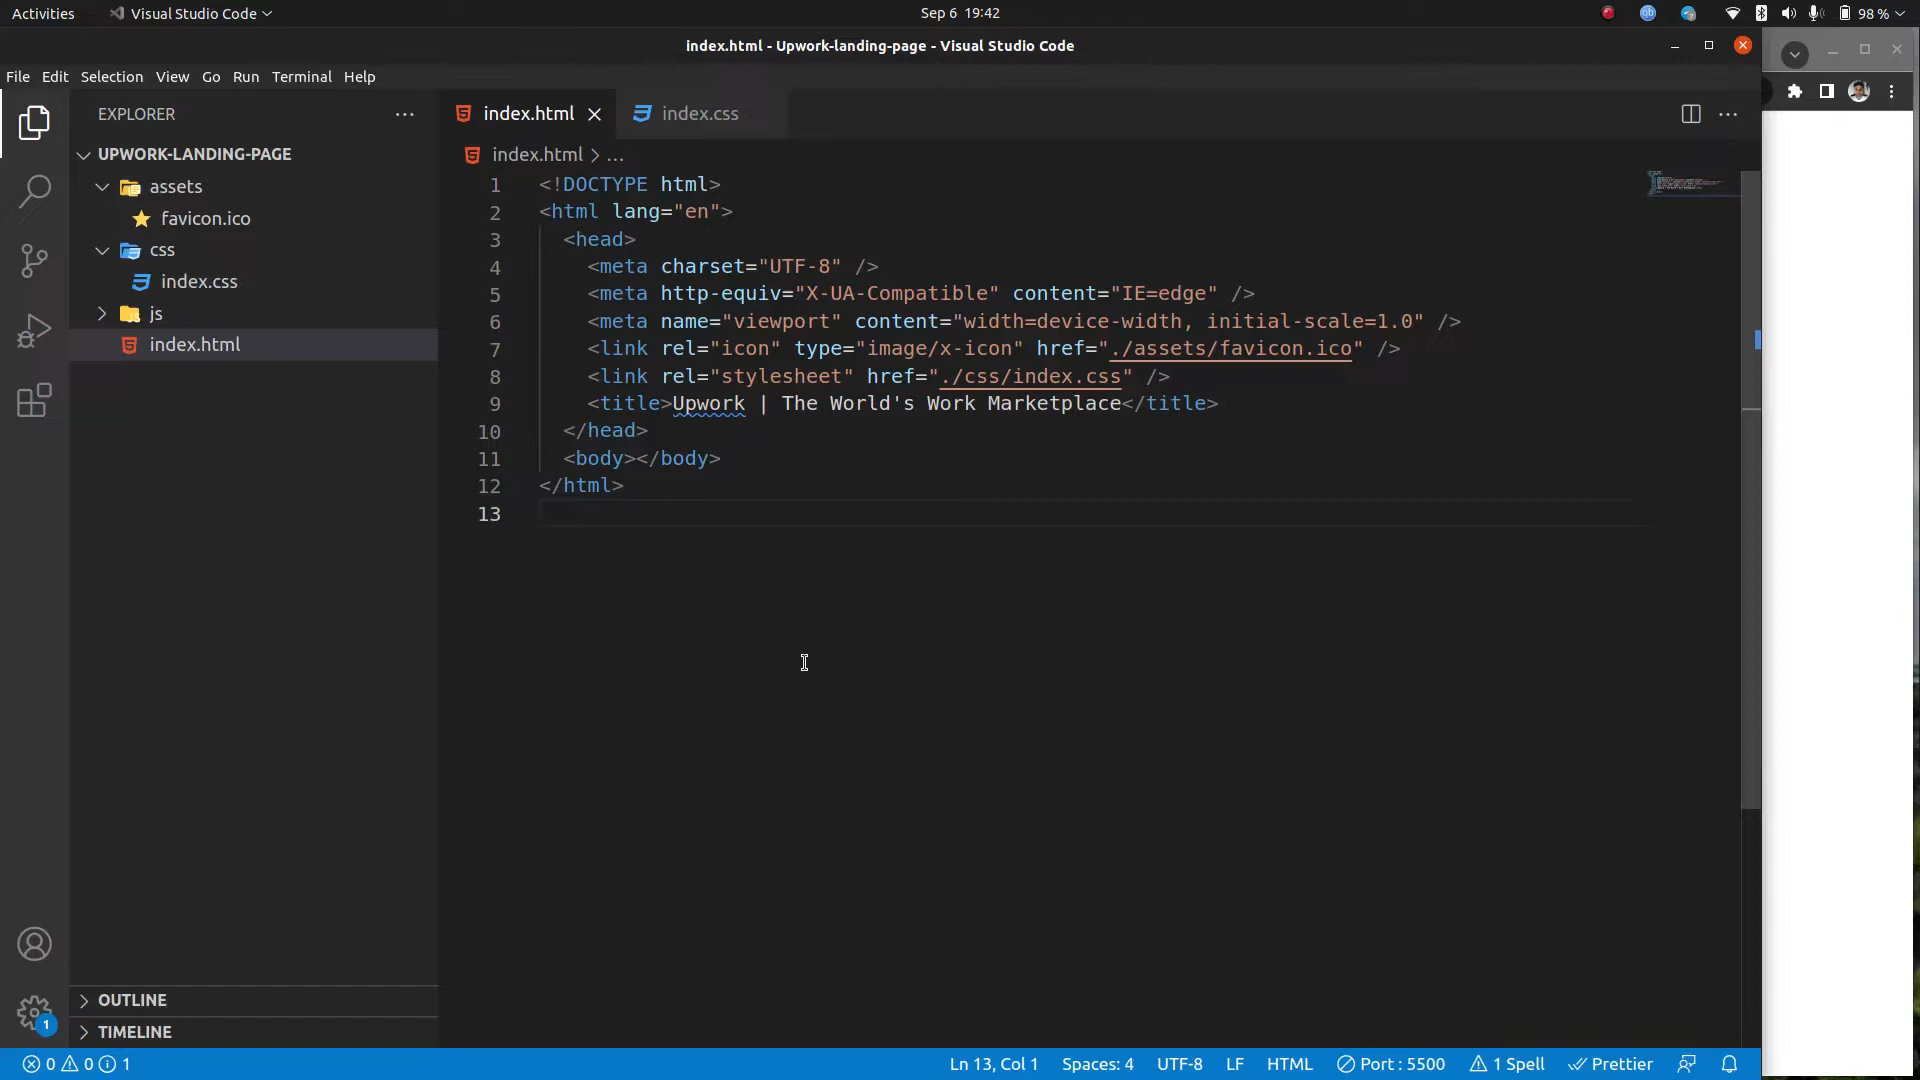 Activities
Visual Studio Code
Sep 6 19:42
98 %
index.html - Upwork-landing-page - Visual Studio Code
File Edit Selection View Go Run Terminal Help
EXPLORER
UPWORK-LANDING-PAGE
assets
favicon.ico
css
index.css
js
index.html
OUTLINE
TIMELINE
1
index.html
index.css
index.html > ...
1 <!DOCTYPE html>
2 <html lang="en">
3 <head>
4 <meta charset="UTF-8" />
5 <meta http-equiv="X-UA-Compatible" content="IE=edge" />
6 <meta name="viewport" content="width=device-width, initial-scale=1.0" />
7 <link rel="icon" type="image/x-icon" href="./assets/favicon.ico" />
8 <link rel="stylesheet" href="./css/index.css" />
9 <title>Upwork | The World's Work Marketplace</title>
10 </head>
11 <body></body>
12 </html>
13
0 0 1
Ln 13, Col 1 Spaces: 4 UTF-8 LF HTML Port : 5500 1 Spell Prettier